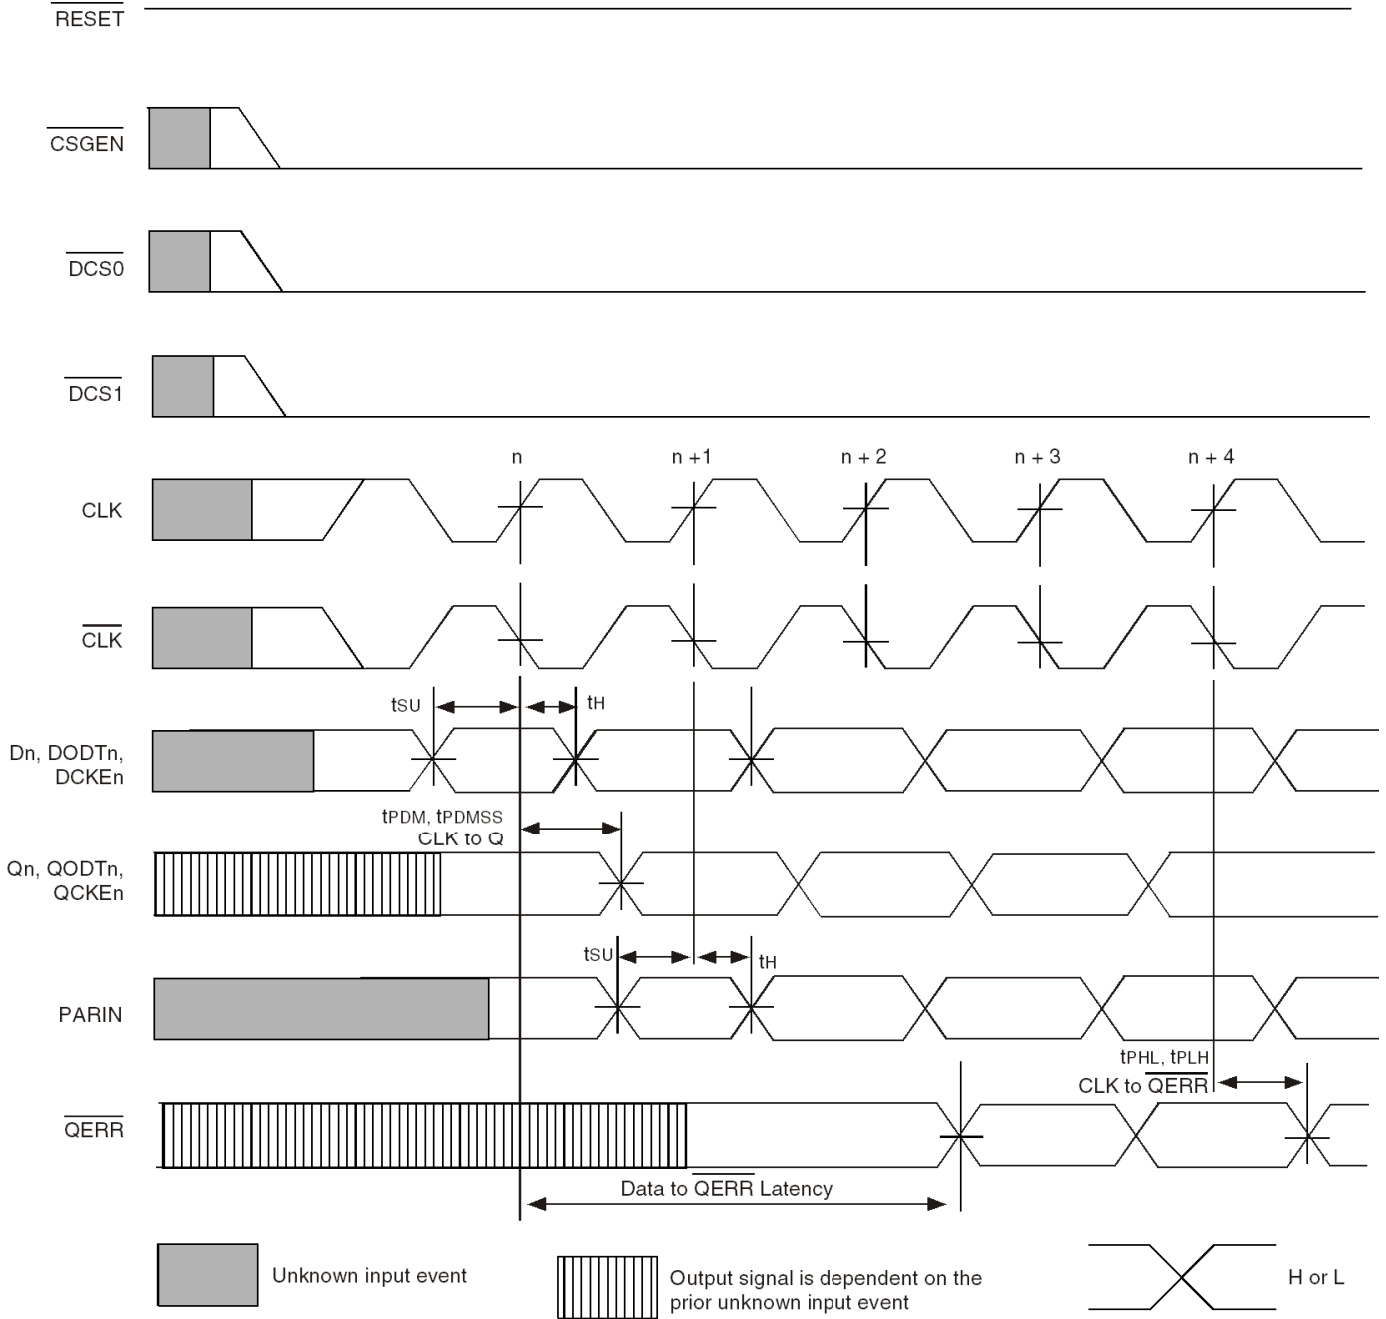 RESET
CSGEN
DCS0
DCS1
n
n +1
n + 2
n + 3
n + 4
CLK
CLK
tSU
tH
Dn, DODTn,
DCKEn
tPDM, tPDMSS
CLK to Q
Qn, QODTn,
QCKEn
tSU
tH
PARIN
tPHL, tPLH
CLK to QERR
QERR
Data to QERR Latency
Unknown input event
Output signal is dependent on the
prior unknown input event
H or L